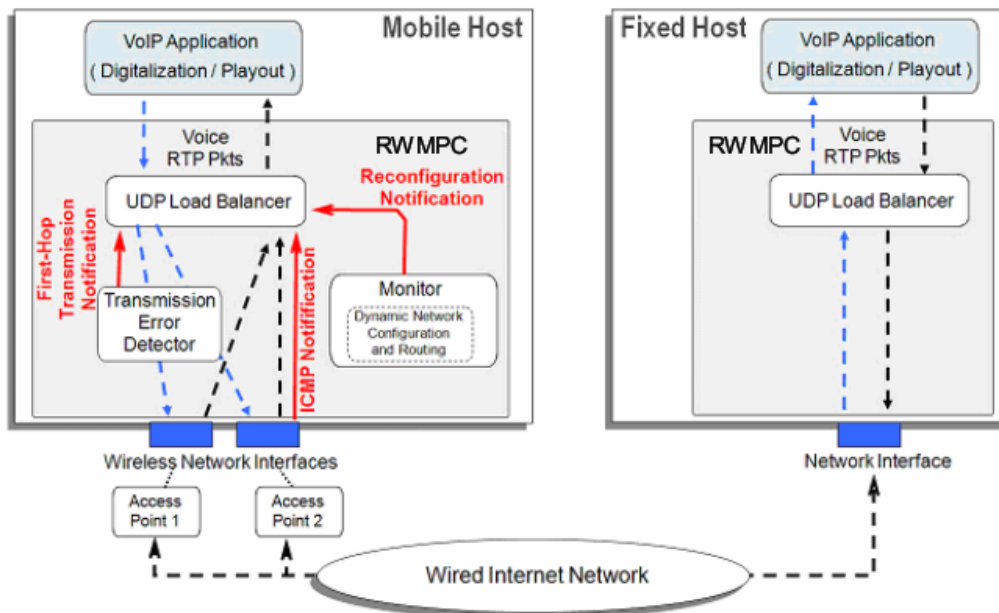 Mobile Host
VoIP Application
( Digitalization / Playout )
RWMPC
Voice
RTP Pkts
UDP Load Balancer
Reconfiguration
Notification
First-Hop
Transmission
Notification
Transmission
Error
Detector
ICMP Notitification
Monitor
Dynamic Network
Configuration
and Routing
Wireless Network Interfaces
Access
Point 1
Access
Point 2
Fixed Host
VoIP Application
( Digitalization / Playout )
RWMPC
Voice
RTP Pkts
UDP Load Balancer
Network Interface
Wired Internet Network